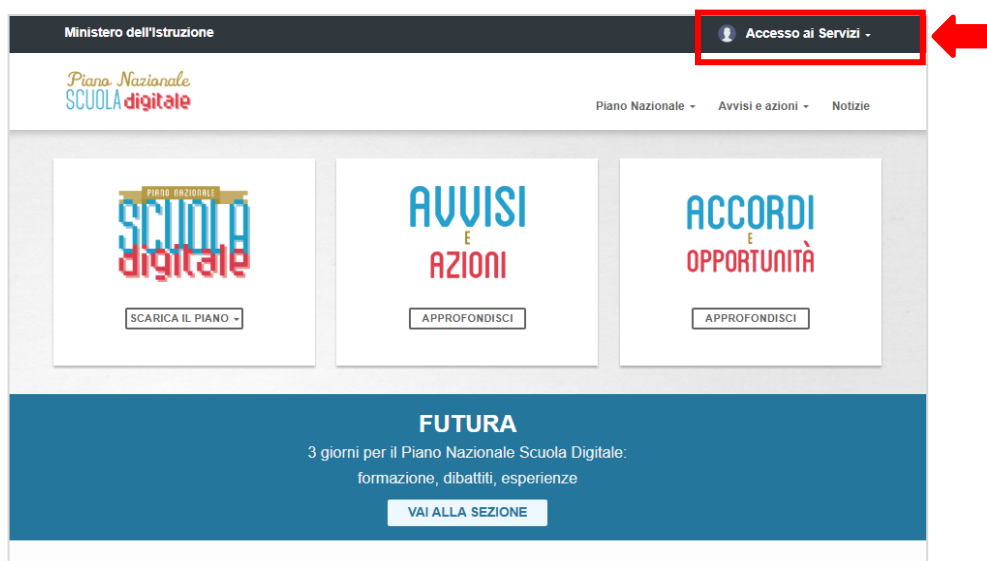 Ministero dell'Istruzione
Accesso ai Servizi
Piano Nazionale
SCUOLA digitale
Piano Nazionale
Avvisi e azioni
Notizie
PIANO NAZIONALE
SCUOLA
digitale
SCARICA IL PIANO
AVVISI
E
AZIONI
APPROFONDISCI
ACCORDI
E
OPPORTUNITÀ
APPROFONDISCI
FUTURA
3 giorni per il Piano Nazionale Scuola Digitale:
formazione, dibattiti, esperienze
VAI ALLA SEZIONE